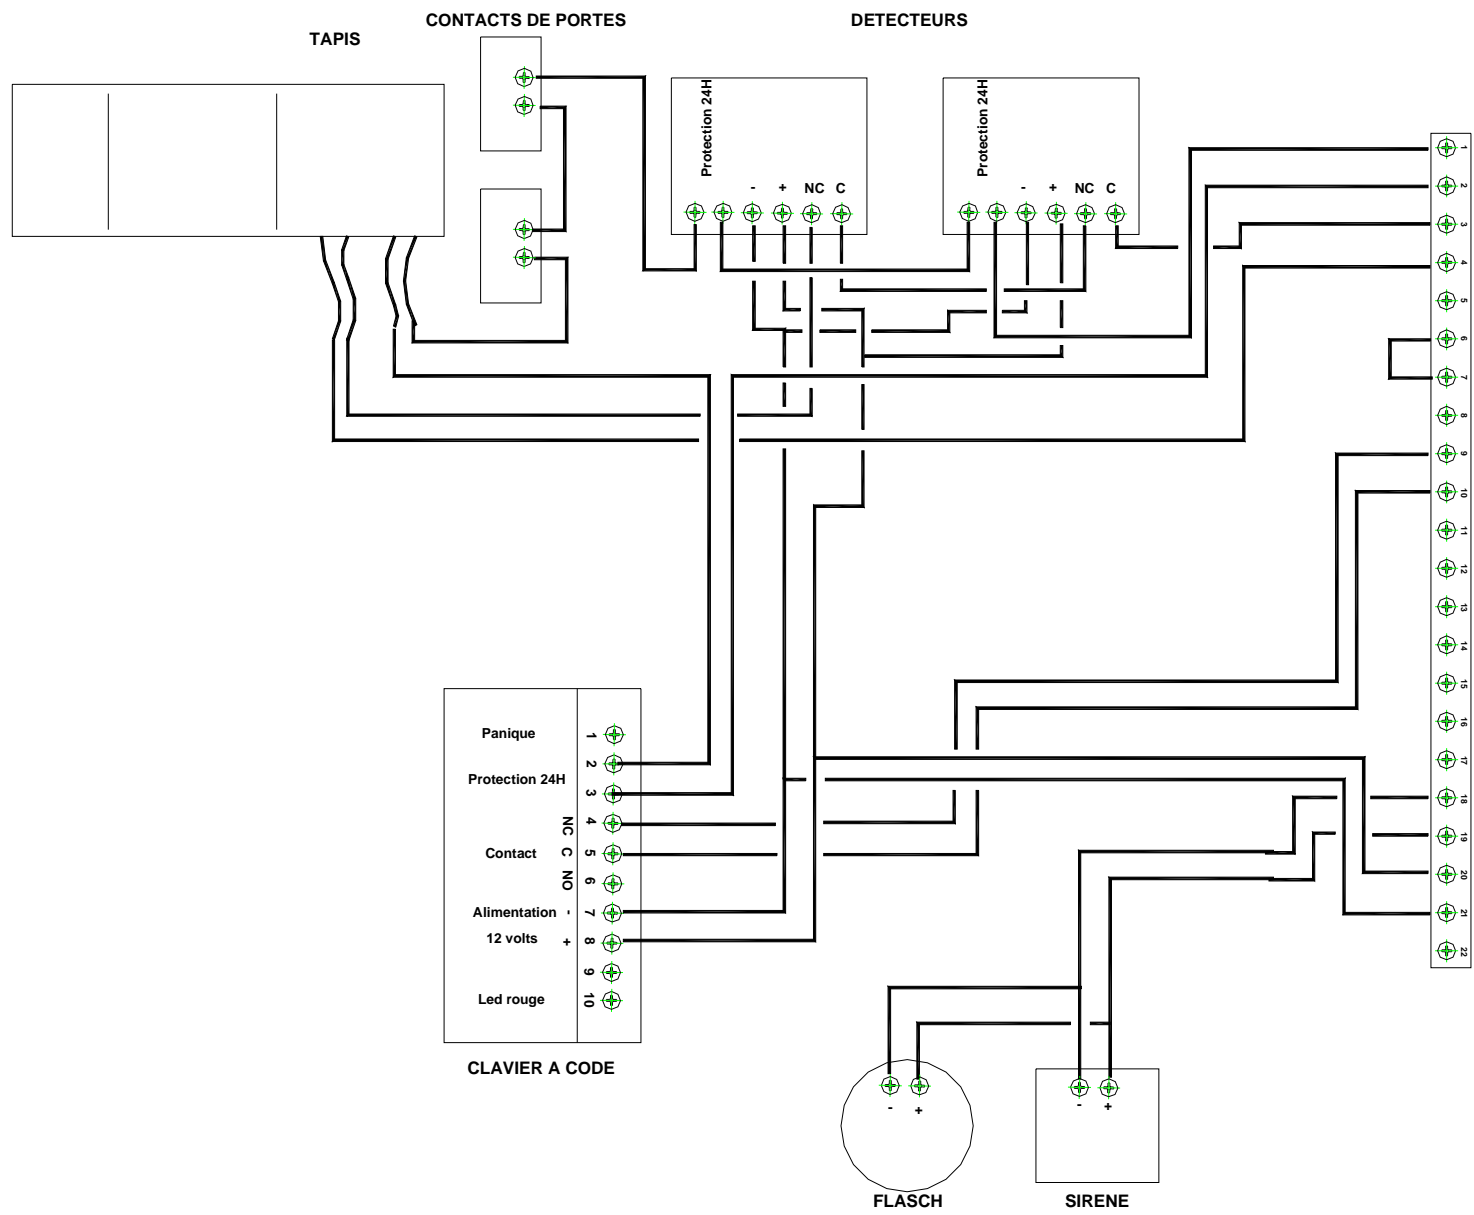 CONTACTS DE PORTES
DETECTEURS
TAPIS
Protection 24H
- + NC C
Protection 24H
- + NC C
1
2
3
4
5
6
7
8
9
10
11
12
13
14
15
16
17
18
19
20
21
22
Panique 1
2
Protection 24H
3
NC 4
Contact C 5
NO 6
Alimentation - 7
12 volts + 8
9
Led rouge 10
CLAVIER A CODE
- +
FLASCH
- +
SIRENE